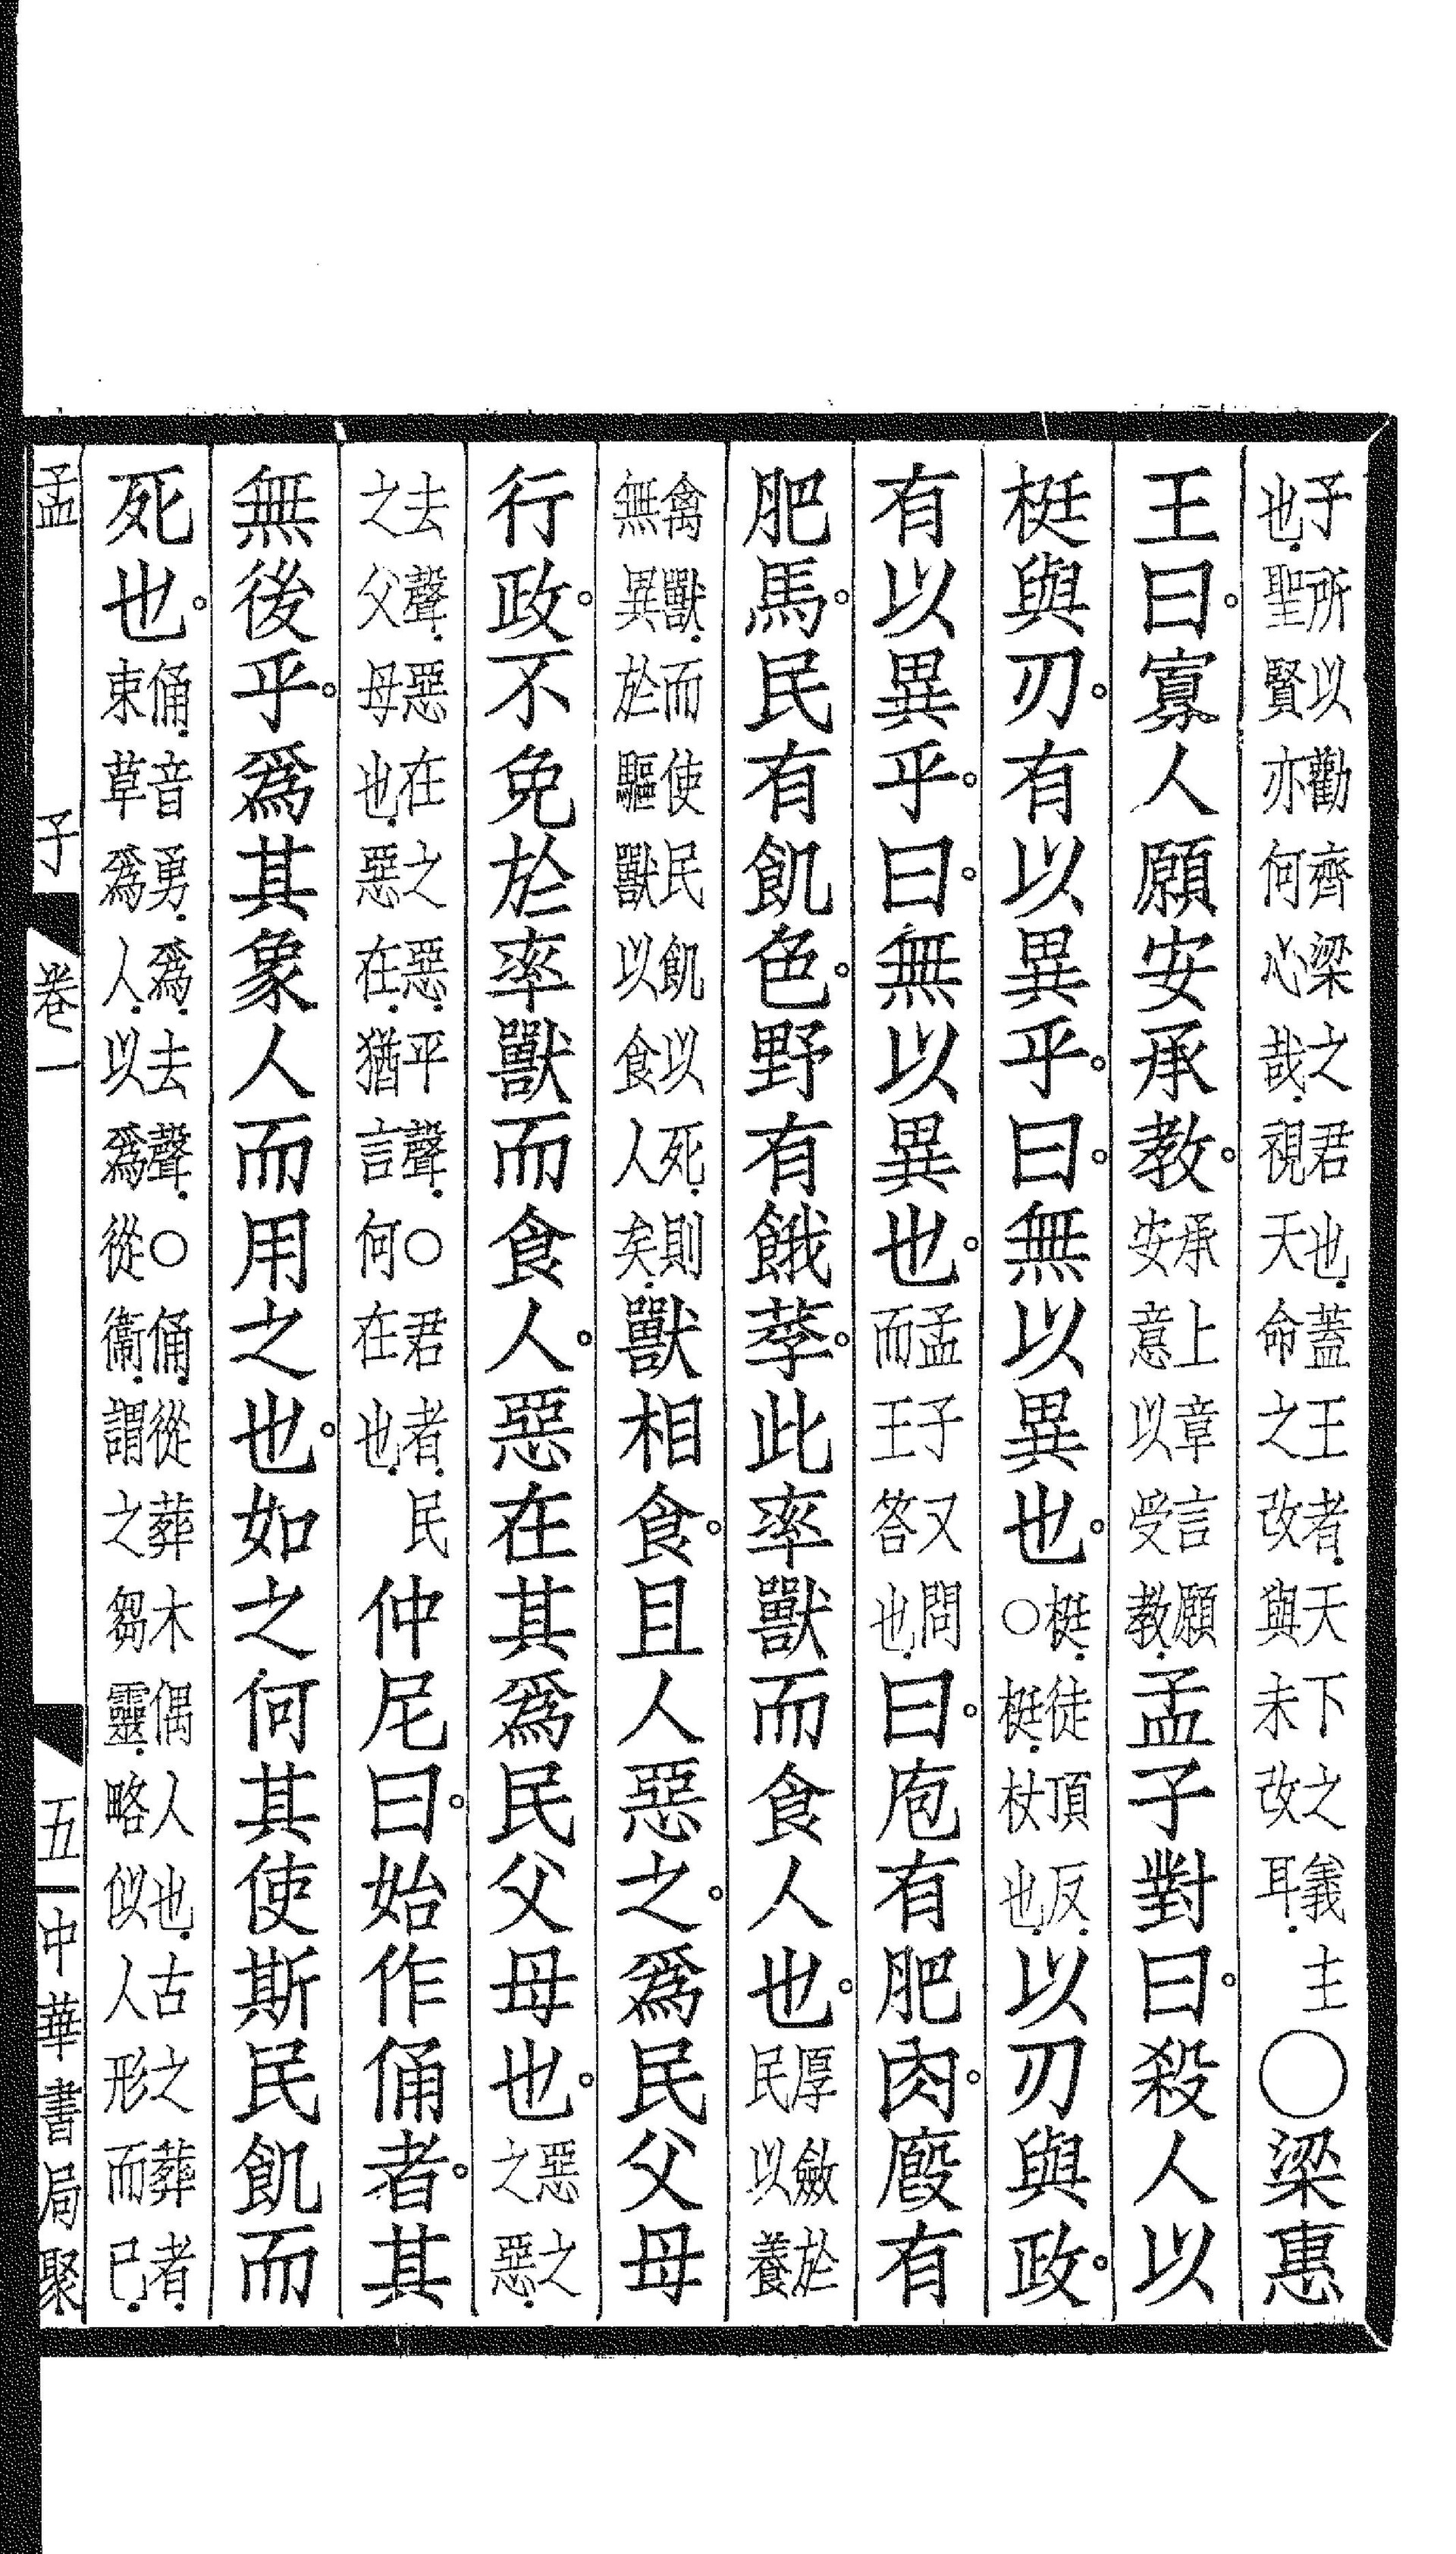 予所以勸齊梁之君也．蓋王者．天下之義主
也．聖賢亦何心哉．視天命之改與未改耳．
○梁惠
王曰。寡人願安承教。
承上章言願
安意以受教．
孟子對曰。殺人以
梃與刃。有以異乎。曰。無以異也。
梃．徒頂反．
○梃．杖也．
以刃與政。
有以異乎。曰。無以異也。
孟子又問
而王答也．
曰。庖有肥肉。廄有
肥馬。民有飢色。野有餓莩。此率獸而食人也。
厚斂於
民以養
禽獸．而使民飢以死．則
無異於驅獸以食人矣．
獸相食。且人惡之。爲民父母
行政。不免於率獸而食人。惡在其爲民父母也。
惡之之
之惡．
去聲．惡在之惡．平聲．○君者．民
之父母也．惡在．猶言何在也．
仲尼曰。始作俑者。其
無後乎。爲其象人而用之也。如之何其使斯民飢而
死也。
俑．音勇．爲．去聲．○俑．從葬木偶人也．古之葬者．
束草爲人．以爲從衞．謂之芻靈．略似人形而已．
孟子 卷一 五 中華書局聚